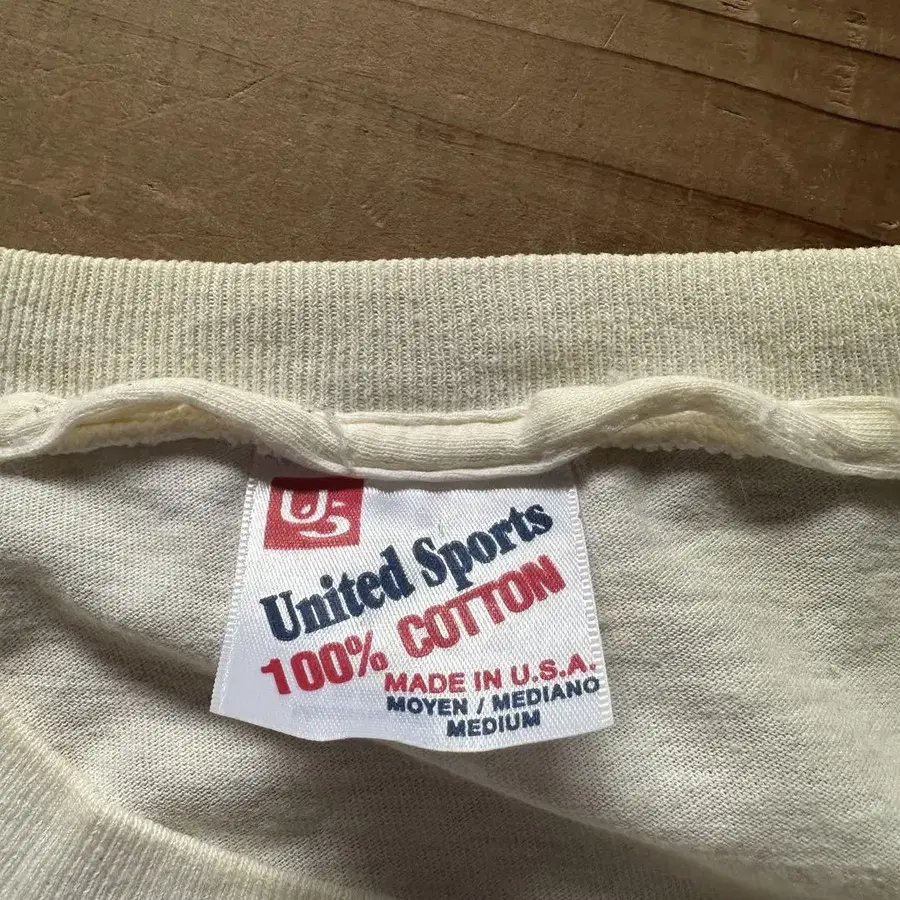 US
United Sports
100% COTTON
MADE IN U.S.A.
MOYEN / MEDIANO
MEDIUM